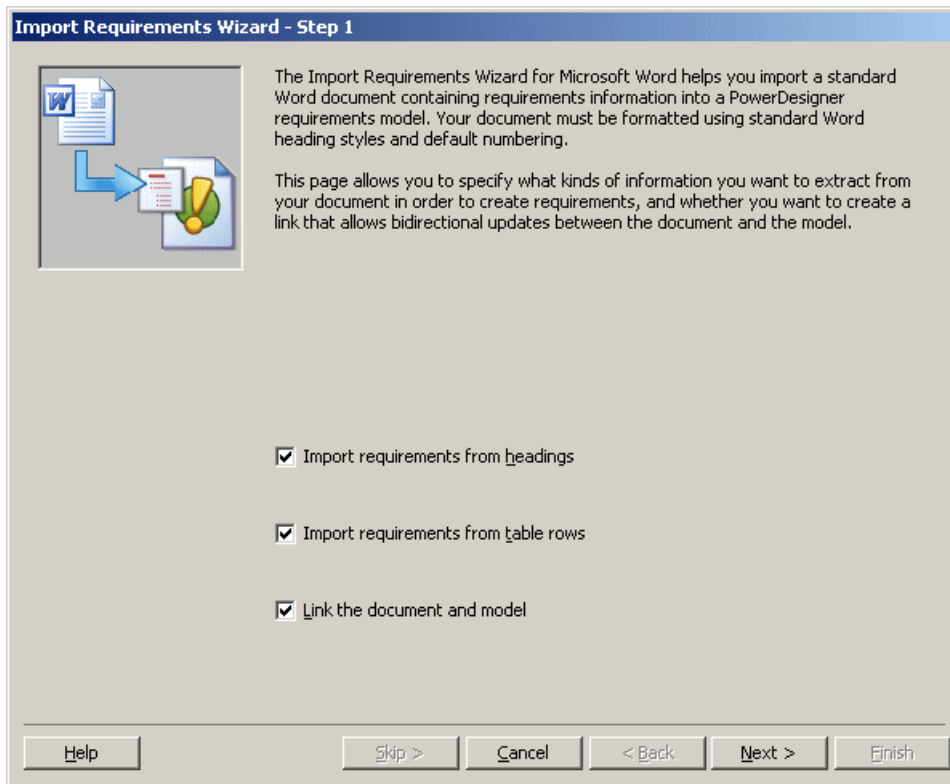 Import Requirements Wizard - Step 1
The Import Requirements Wizard for Microsoft Word helps you import a standard
Word document containing requirements information into a PowerDesigner
requirements model. Your document must be formatted using standard Word
heading styles and default numbering.
This page allows you to specify what kinds of information you want to extract from
your document in order to create requirements, and whether you want to create a
link that allows bidirectional updates between the document and the model.
Import requirements from headings
Import requirements from table rows
Link the document and model
Help
Skip >
Cancel
< Back
Next >
Finish